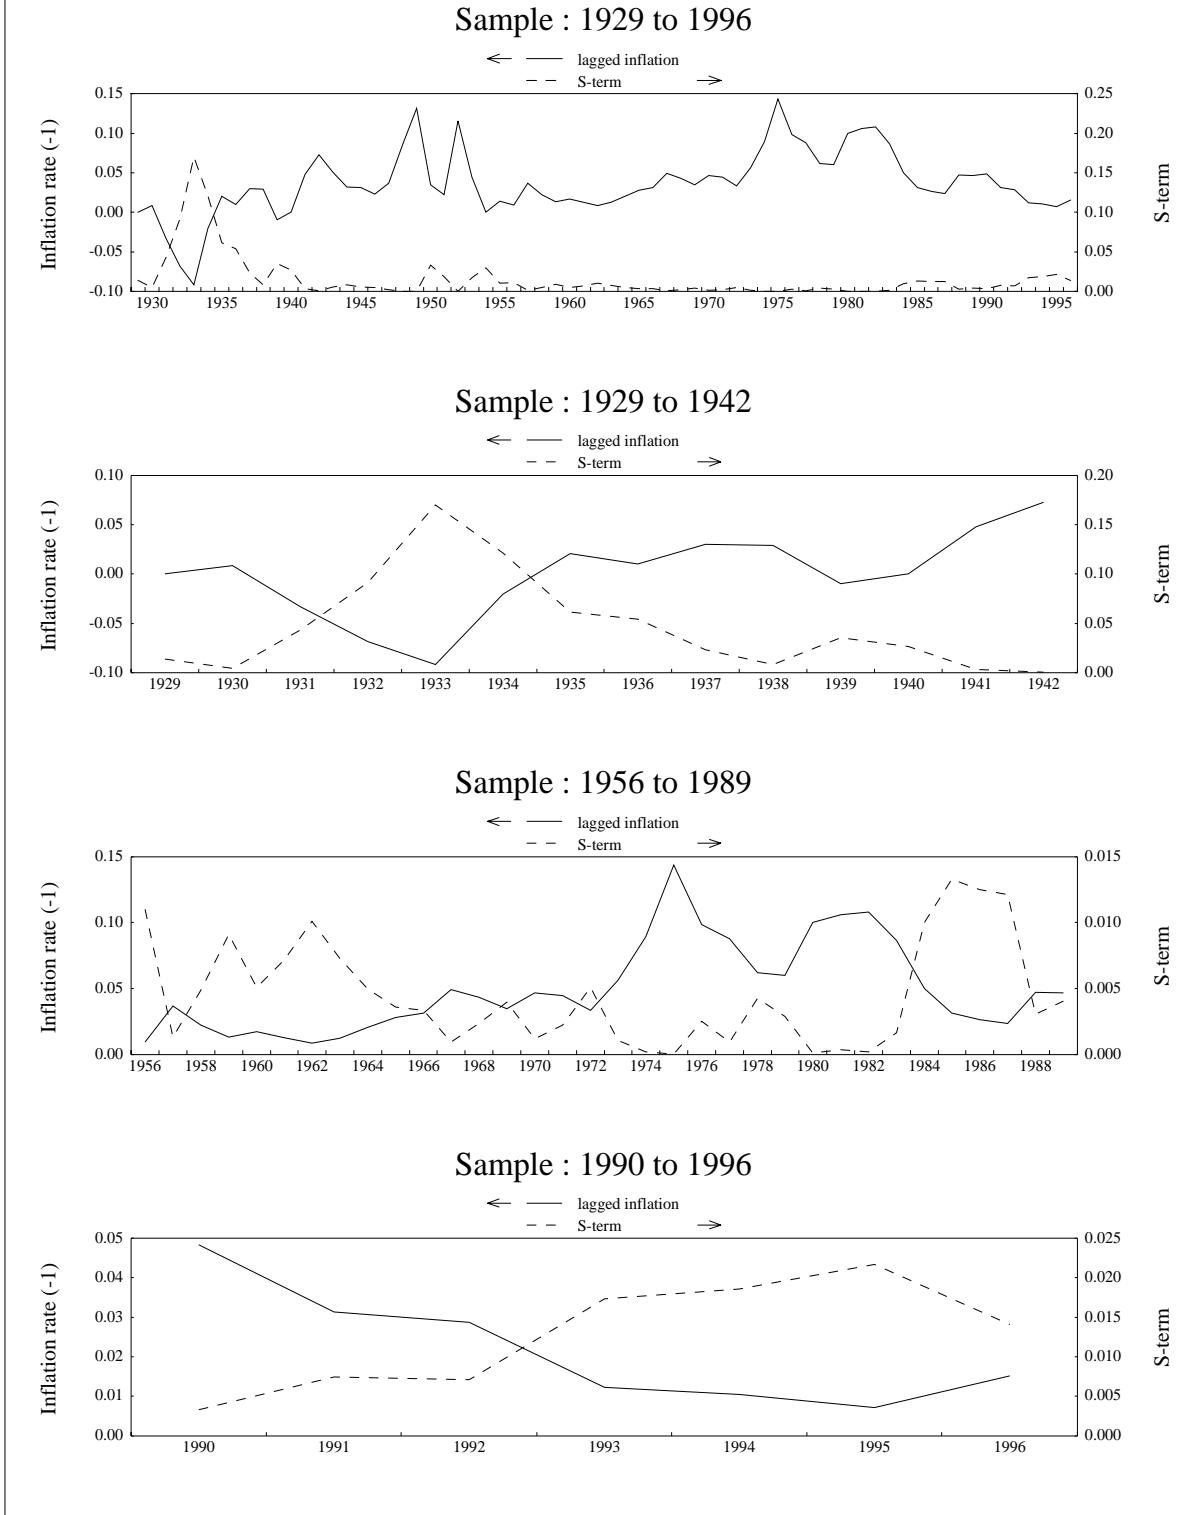 Sample : 1929 to 1996
lagged inflation
S-term
0.15 0.25
0.10 0.20
0.05 0.15
0.00 0.10
-0.05 0.05
-0.10 0.00
Inflation rate (-1)
S-term
1930 1935 1940 1945 1950 1955 1960 1965 1970 1975 1980 1985 1990 1995
Sample : 1929 to 1942
lagged inflation
S-term
0.10 0.20
0.05 0.15
0.00 0.10
-0.05 0.05
-0.10 0.00
Inflation rate (-1)
S-term
1929 1930 1931 1932 1933 1934 1935 1936 1937 1938 1939 1940 1941 1942
Sample : 1956 to 1989
lagged inflation
S-term
0.15 0.015
0.10 0.010
0.05 0.005
0.00 0.000
Inflation rate (-1)
S-term
1956 1958 1960 1962 1964 1966 1968 1970 1972 1974 1976 1978 1980 1982 1984 1986 1988
Sample : 1990 to 1996
lagged inflation
S-term
0.05 0.025
0.04 0.020
0.03 0.015
0.02 0.010
0.01 0.005
0.00 0.000
Inflation rate (-1)
S-term
1990 1991 1992 1993 1994 1995 1996